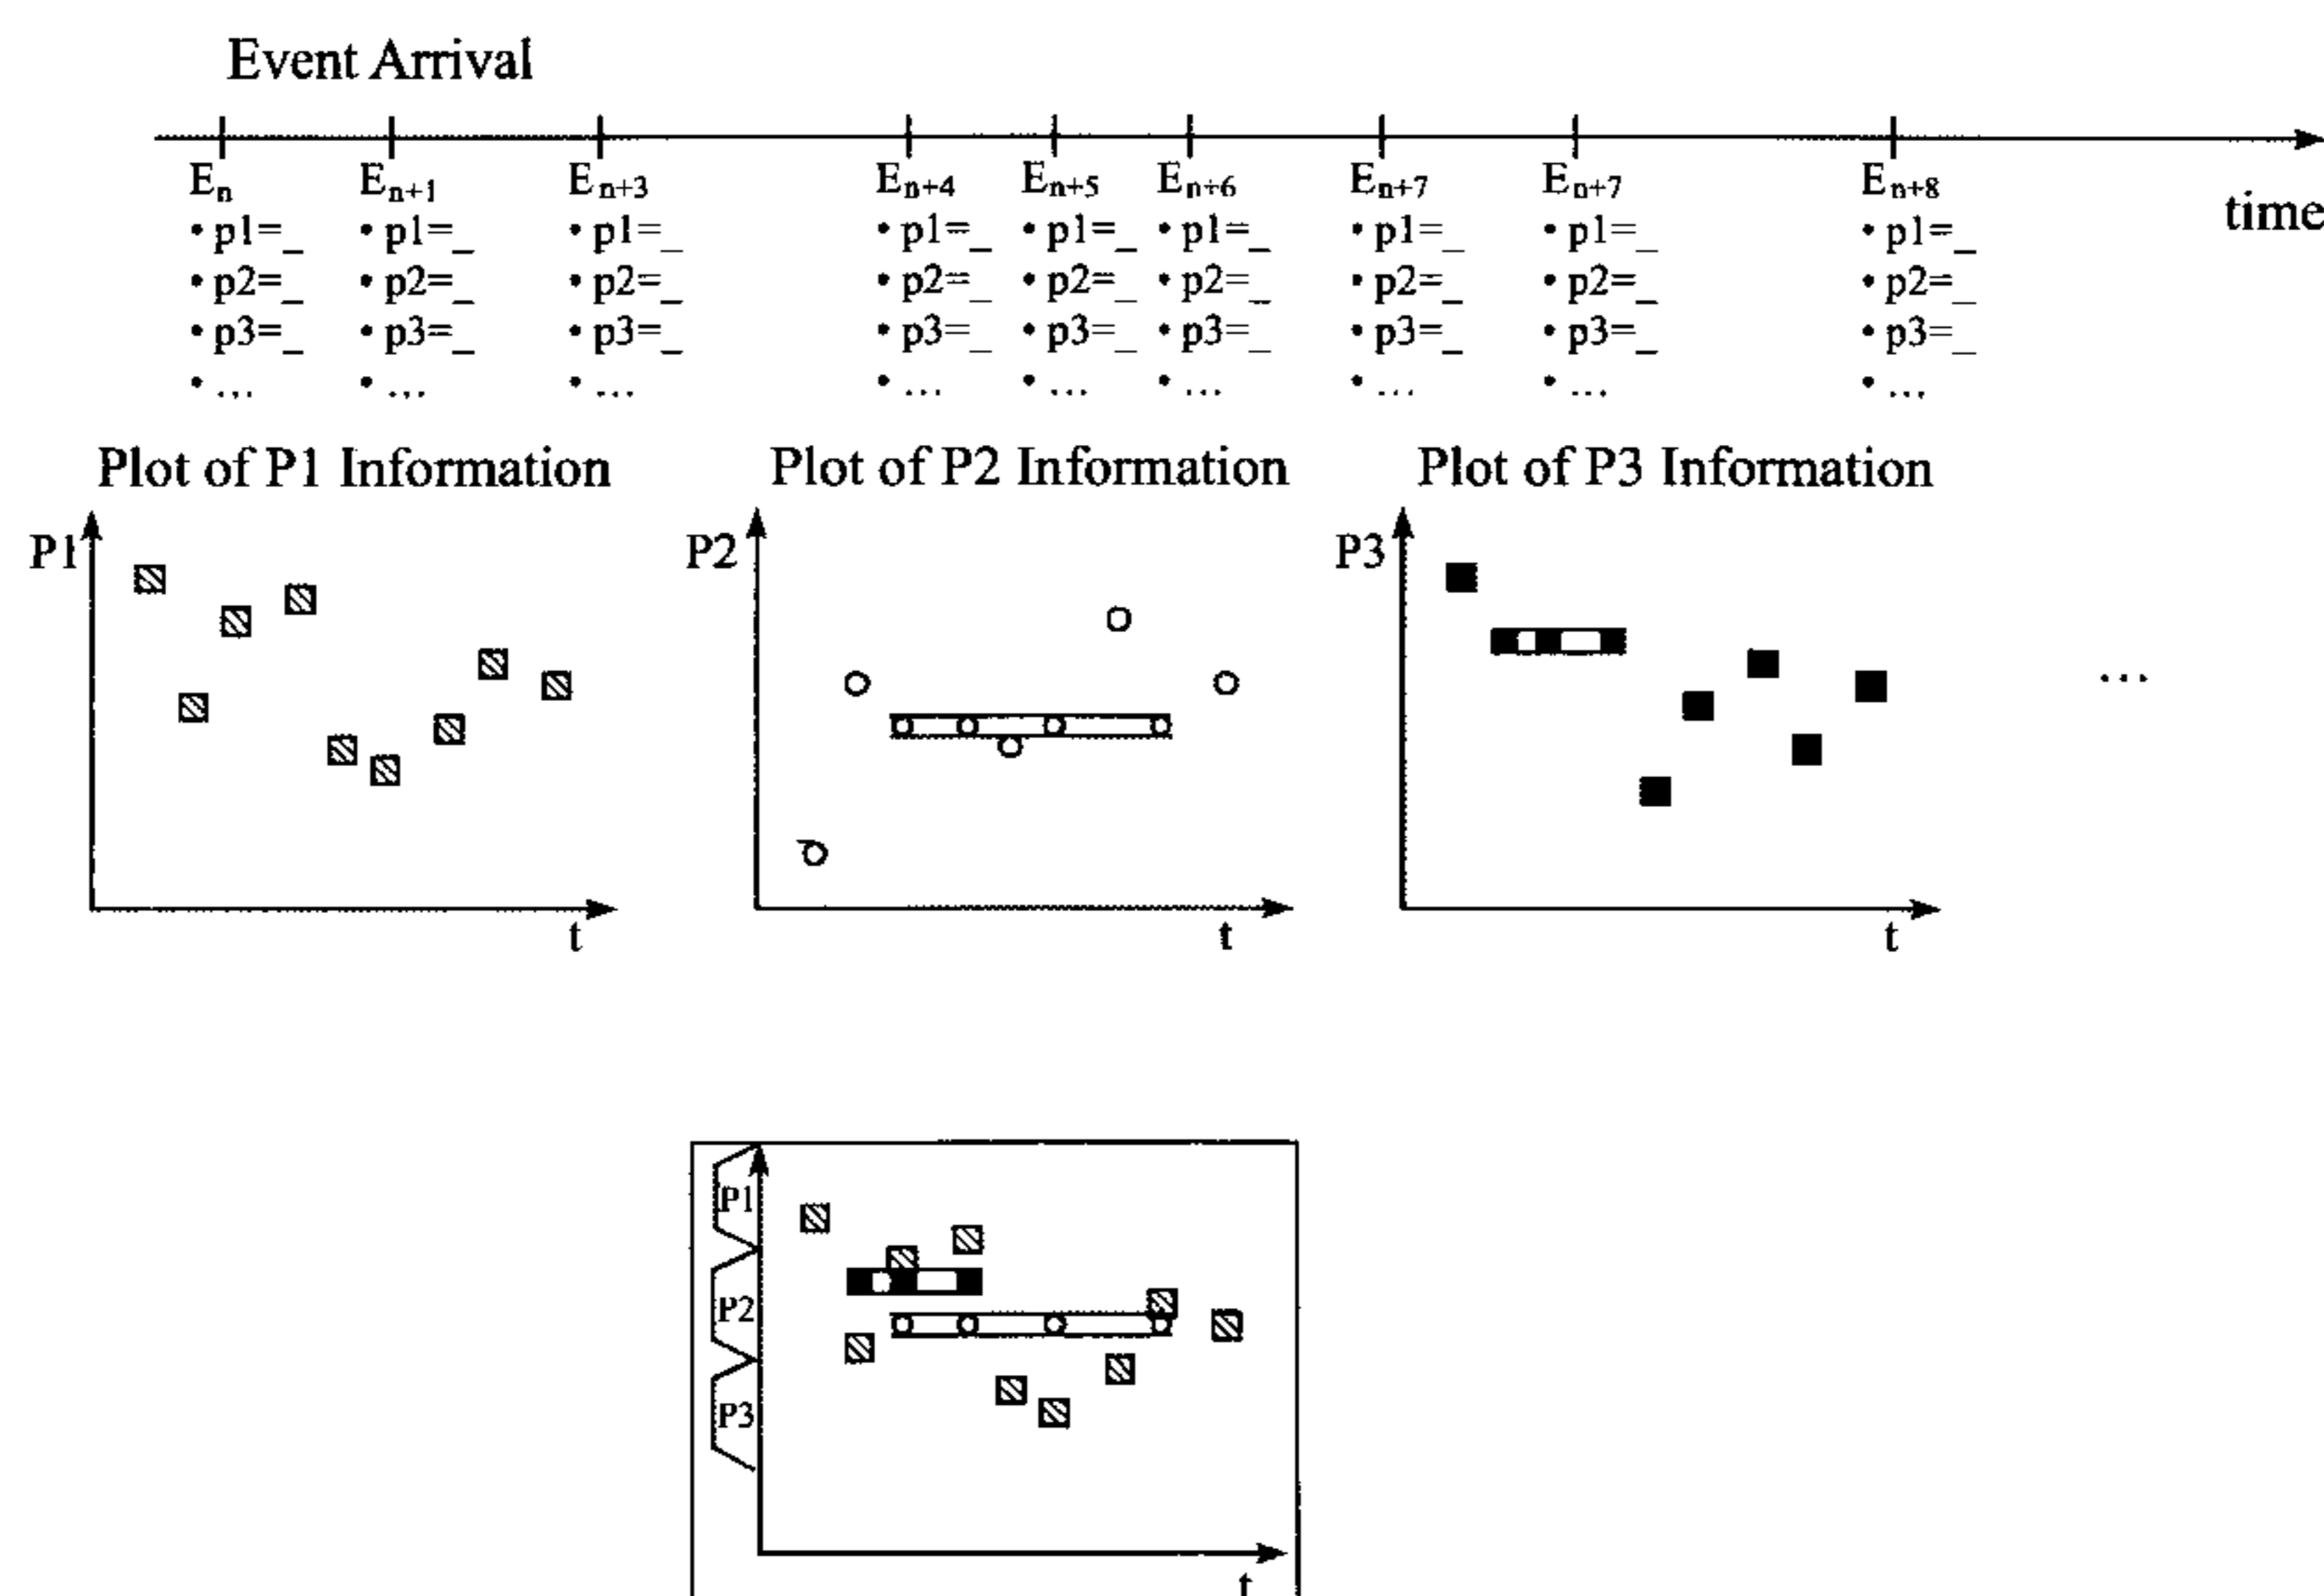 Event Arrival
Eₙ Eₙ₊₁ Eₙ₊₃ Eₙ₊₄ Eₙ₊₅ Eₙ₊₆ Eₙ₊₇ Eₙ₊₇ Eₙ₊₈ time
• p1=_ • p1=_ • p1=_ • p1=_ • p1=_ • p1=_ • p1=_ • p1=_ • p1=_
• p2=_ • p2=_ • p2=_ • p2=_ • p2=_ • p2=_ • p2=_ • p2=_ • p2=_
• p3=_ • p3=_ • p3=_ • p3=_ • p3=_ • p3=_ • p3=_ • p3=_ • p3=_
• ... • ... • ... • ... • ... • ... • ... • ... • ...
Plot of P1 Information Plot of P2 Information Plot of P3 Information
P1 P2 P3
...
t t t
P1
P2
P3
t